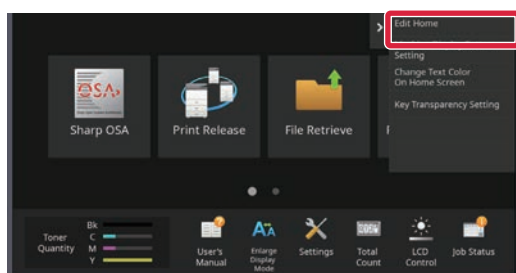 Edit Home
Setting
Change Text Color
On Home Screen
Key Transparency Setting
OSA
Sharp OSA
Print Release
File Retrieve
Toner
Quantity
Bk
C
M
Y
User's
Manual
Enlarge
Display
Mode
Settings
Total
Count
LCD
Control
Job Status